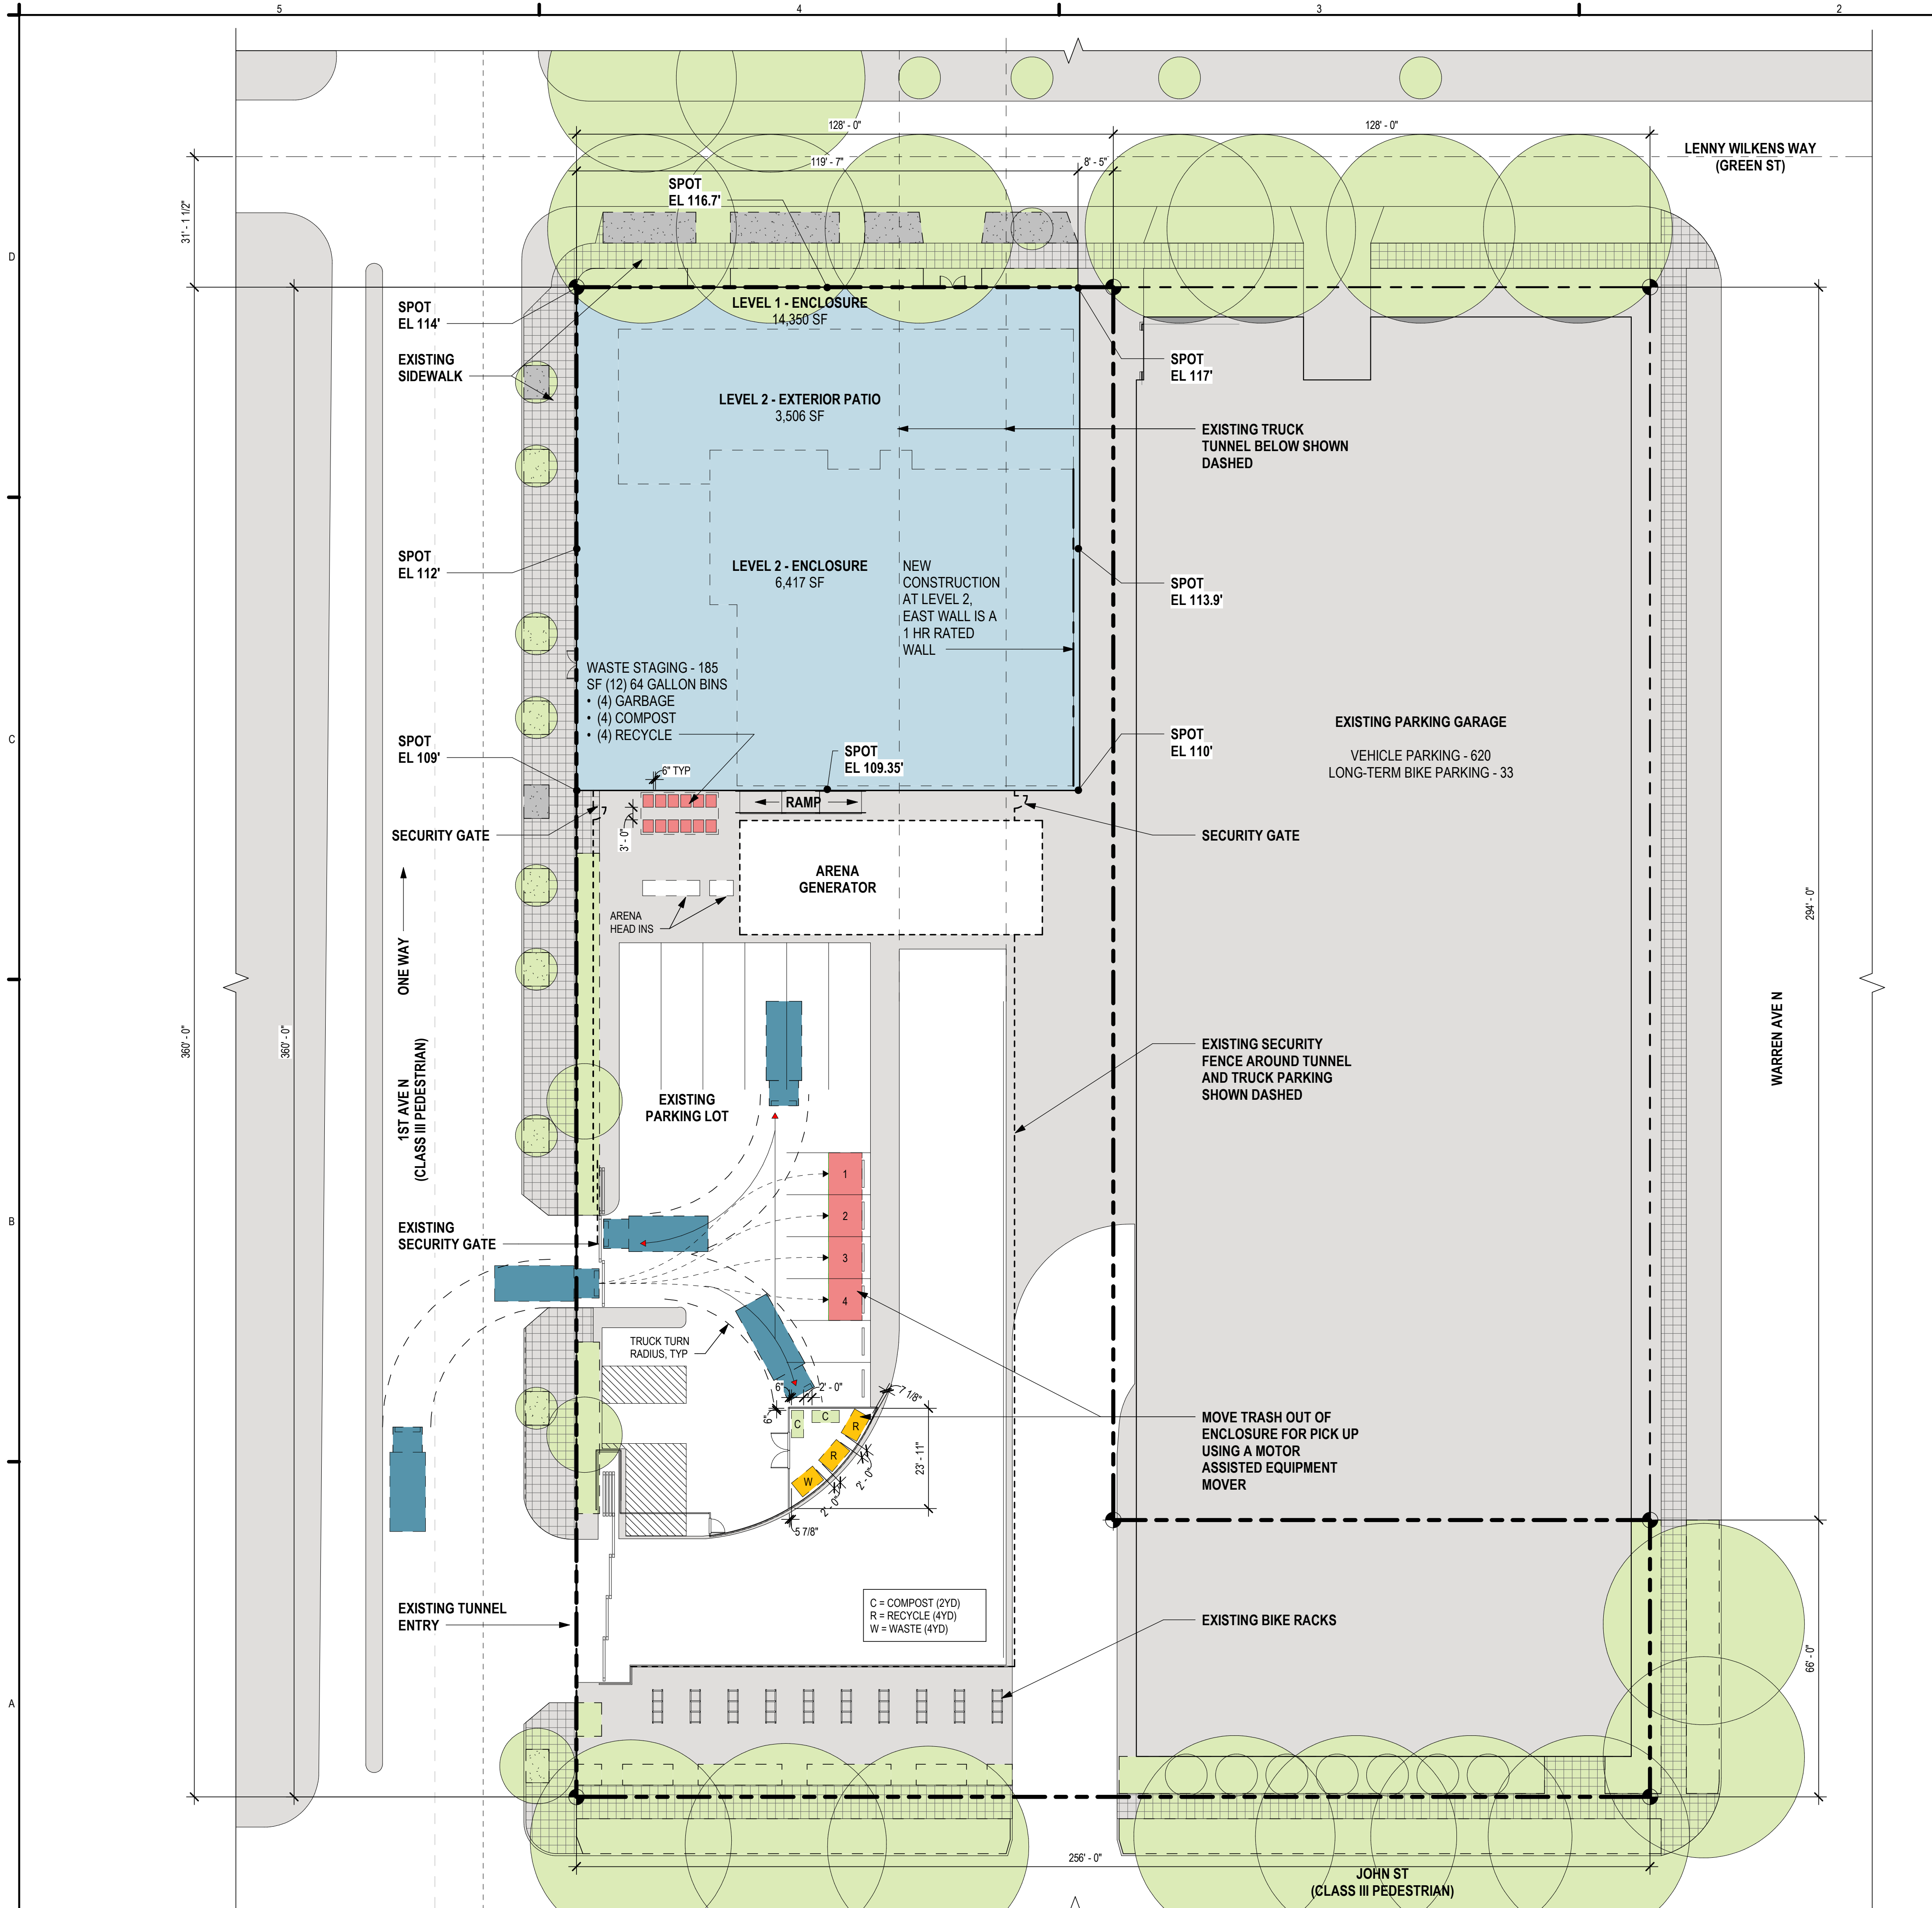 5
4
3
2
128' - 0"
128' - 0"
LENNY WILKENS WAY
(GREEN ST)
119' - 7"
8' - 5"
SPOT
EL 116.7'
31' - 1 1/2"
D
SPOT
EL 114'
LEVEL 1 - ENCLOSURE
14,350 SF
EXISTING
SIDEWALK
SPOT
EL 117'
LEVEL 2 - EXTERIOR PATIO
3,506 SF
EXISTING TRUCK
TUNNEL BELOW SHOWN
DASHED
SPOT
EL 112'
LEVEL 2 - ENCLOSURE
6,417 SF
NEW
CONSTRUCTION
AT LEVEL 2,
EAST WALL IS A
1 HR RATED
WALL
SPOT
EL 113.9'
WASTE STAGING - 185
SF (12) 64 GALLON BINS
• (4) GARBAGE
• (4) COMPOST
• (4) RECYCLE
C
SPOT
EL 109'
SPOT
EL 109.35'
SPOT
EL 110'
EXISTING PARKING GARAGE
VEHICLE PARKING - 620
LONG-TERM BIKE PARKING - 33
6" TYP
RAMP
SECURITY GATE
3' - 0"
SECURITY GATE
ARENA
GENERATOR
ARENA
HEAD INS
ONE WAY
294' - 0"
360' - 0"
360' - 0"
1ST AVE N
(CLASS III PEDESTRIAN)
WARREN AVE N
EXISTING SECURITY
FENCE AROUND TUNNEL
AND TRUCK PARKING
SHOWN DASHED
EXISTING
PARKING LOT
1
2
3
4
B
EXISTING
SECURITY GATE
TRUCK TURN
RADIUS, TYP
6"
2' - 0"
7 1/8"
6"
C
C
R
R
W
23' - 11"
2' - 0"
2' - 0"
5 7/8"
MOVE TRASH OUT OF
ENCLOSURE FOR PICK UP
USING A MOTOR
ASSISTED EQUIPMENT
MOVER
EXISTING TUNNEL
ENTRY
C = COMPOST (2YD)
R = RECYCLE (4YD)
W = WASTE (4YD)
EXISTING BIKE RACKS
66' - 0"
A
256' - 0"
JOHN ST
(CLASS III PEDESTRIAN)